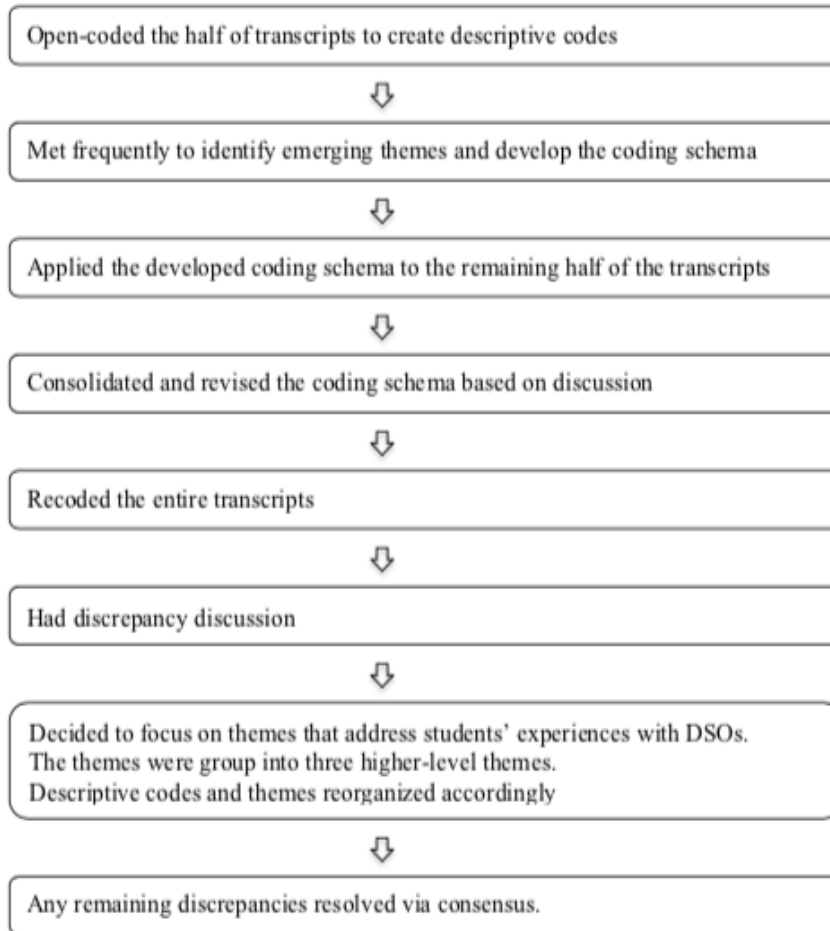 Open-coded the half of transcripts to create descriptive codes
Met frequently to identify emerging themes and develop the coding schema
Applied the developed coding schema to the remaining half of the transcripts
Consolidated and revised the coding schema based on discussion
Recoded the entire transcripts
Had discrepancy discussion
Decided to focus on themes that address students’ experiences with DSOs.
The themes were group into three higher-level themes.
Descriptive codes and themes reorganized accordingly
Any remaining discrepancies resolved via consensus.